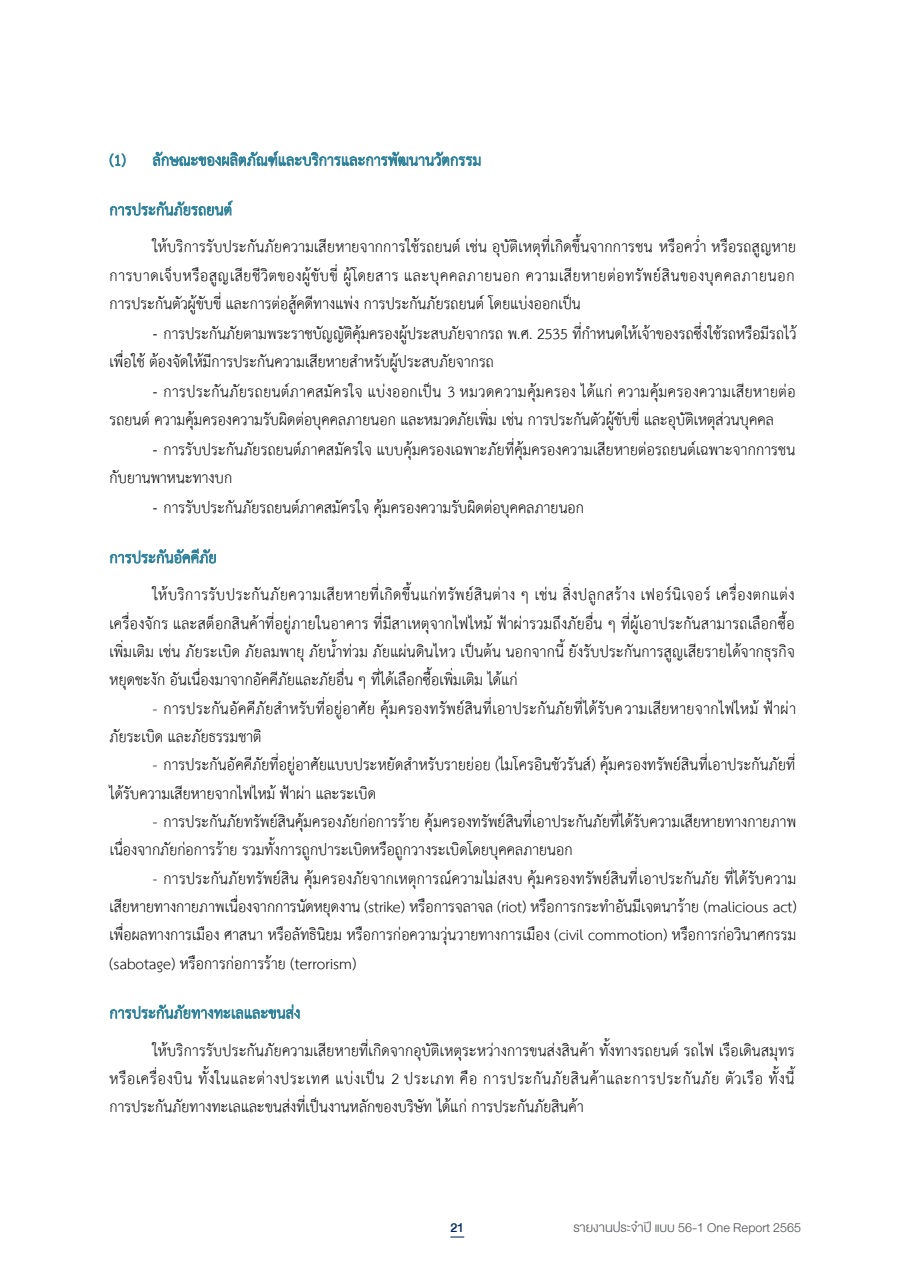 (1) ลักษณะของผลิตภัณฑ์และบริการและการพัฒนานวัตกรรม
การประกันภัยรถยนต์
ให้บริการรับประกันภัยความเสียหายจากการใช้รถยนต์ เช่น อุบัติเหตุที่เกิดขึ้นจากการชน หรือคว่ำ หรือรถสูญหาย
การบาดเจ็บหรือสูญเสียชีวิตของผู้ขับขี่ ผู้โดยสาร และบุคคลภายนอก ความเสียหายต่อทรัพย์สินของบุคคลภายนอก
การประกันตัวผู้ขับขี่ และการต่อสู้คดีทางแพ่ง การประกันภัยรถยนต์ โดยแบ่งออกเป็น
- การประกันภัยตามพระราชบัญญัติคุ้มครองผู้ประสบภัยจากรถ พ.ศ. 2535 ที่กำหนดให้เจ้าของรถซึ่งใช้รถหรือมีรถไว้
เพื่อใช้ ต้องจัดให้มีการประกันความเสียหายสำหรับผู้ประสบภัยจากรถ
- การประกันภัยรถยนต์ภาคสมัครใจ แบ่งออกเป็น 3 หมวดความคุ้มครอง ได้แก่ ความคุ้มครองความเสียหายต่อ
รถยนต์ ความคุ้มครองความรับผิดต่อบุคคลภายนอก และหมวดภัยเพิ่ม เช่น การประกันตัวผู้ขับขี่ และอุบัติเหตุส่วนบุคคล
- การรับประกันภัยรถยนต์ภาคสมัครใจ แบบคุ้มครองเฉพาะภัยที่คุ้มครองความเสียหายต่อรถยนต์เฉพาะจากการชน
กับยานพาหนะทางบก
- การรับประกันภัยรถยนต์ภาคสมัครใจ คุ้มครองความรับผิดต่อบุคคลภายนอก
การประกันอัคคีภัย
ให้บริการรับประกันภัยความเสียหายที่เกิดขึ้นแก่ทรัพย์สินต่าง ๆ เช่น สิ่งปลูกสร้าง เฟอร์นิเจอร์ เครื่องตกแต่ง
เครื่องจักร และสต็อกสินค้าที่อยู่ภายในอาคาร ที่มีสาเหตุจากไฟไหม้ ฟ้าผ่ารวมถึงภัยอื่น ๆ ที่ผู้เอาประกันสามารถเลือกซื้อ
เพิ่มเติม เช่น ภัยระเบิด ภัยลมพายุ ภัยน้ำท่วม ภัยแผ่นดินไหว เป็นต้น นอกจากนี้ ยังรับประกันการสูญเสียรายได้จากธุรกิจ
หยุดชะงัก อันเนื่องมาจากอัคคีภัยและภัยอื่น ๆ ที่ได้เลือกซื้อเพิ่มเติม ได้แก่
- การประกันอัคคีภัยสำหรับที่อยู่อาศัย คุ้มครองทรัพย์สินที่เอาประกันภัยที่ได้รับความเสียหายจากไฟไหม้ ฟ้าผ่า
ภัยระเบิด และภัยธรรมชาติ
- การประกันอัคคีภัยที่อยู่อาศัยแบบประหยัดสำหรับรายย่อย (ไมโครอินชัวรันส์) คุ้มครองทรัพย์สินที่เอาประกันภัยที่
ได้รับความเสียหายจากไฟไหม้ ฟ้าผ่า และระเบิด
- การประกันภัยทรัพย์สินคุ้มครองภัยก่อการร้าย คุ้มครองทรัพย์สินที่เอาประกันภัยที่ได้รับความเสียหายทางกายภาพ
เนื่องจากภัยก่อการร้าย รวมทั้งการถูกปาระเบิดหรือถูกวางระเบิดโดยบุคคลภายนอก
- การประกันภัยทรัพย์สิน คุ้มครองภัยจากเหตุการณ์ความไม่สงบ คุ้มครองทรัพย์สินที่เอาประกันภัย ที่ได้รับความ
เสียหายทางกายภาพเนื่องจากการนัดหยุดงาน (strike) หรือการจลาจล (riot) หรือการกระทำอันมีเจตนาร้าย (malicious act)
เพื่อผลทางการเมือง ศาสนา หรือลัทธินิยม หรือการก่อความวุ่นวายทางการเมือง (civil commotion) หรือการก่อวินาศกรรม
(sabotage) หรือการก่อการร้าย (terrorism)
การประกันภัยทางทะเลและขนส่ง
ให้บริการรับประกันภัยความเสียหายที่เกิดจากอุบัติเหตุระหว่างการขนส่งสินค้า ทั้งทางรถยนต์ รถไฟ เรือเดินสมุทร
หรือเครื่องบิน ทั้งในและต่างประเทศ แบ่งเป็น 2 ประเภท คือ การประกันภัยสินค้าและการประกันภัย ตัวเรือ ทั้งนี้
การประกันภัยทางทะเลและขนส่งที่เป็นงานหลักของบริษัท ได้แก่ การประกันภัยสินค้า
21 รายงานประจำปี แบบ 56-1 One Report 2565